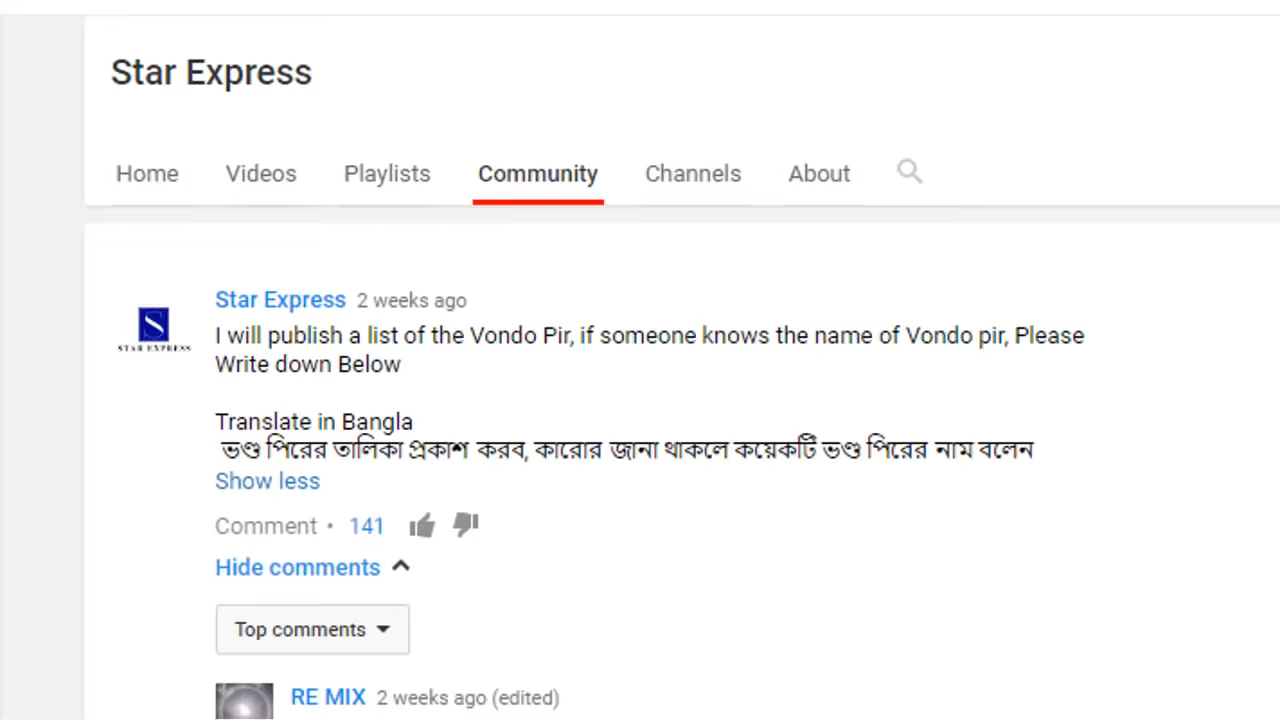 Star Express
Home Videos Playlists Community Channels About
Star Express 2 weeks ago
I will publish a list of the Vondo Pir, if someone knows the name of Vondo pir, Please
Write down Below
STAR EXPRESS
Translate in Bangla
ভণ্ড পিরের তালিকা প্রকাশ করব, কারোর জানা থাকলে কয়েকটি ভণ্ড পিরের নাম বলেন
Show less
Comment • 141
Hide comments
Top comments
RE MIX 2 weeks ago (edited)